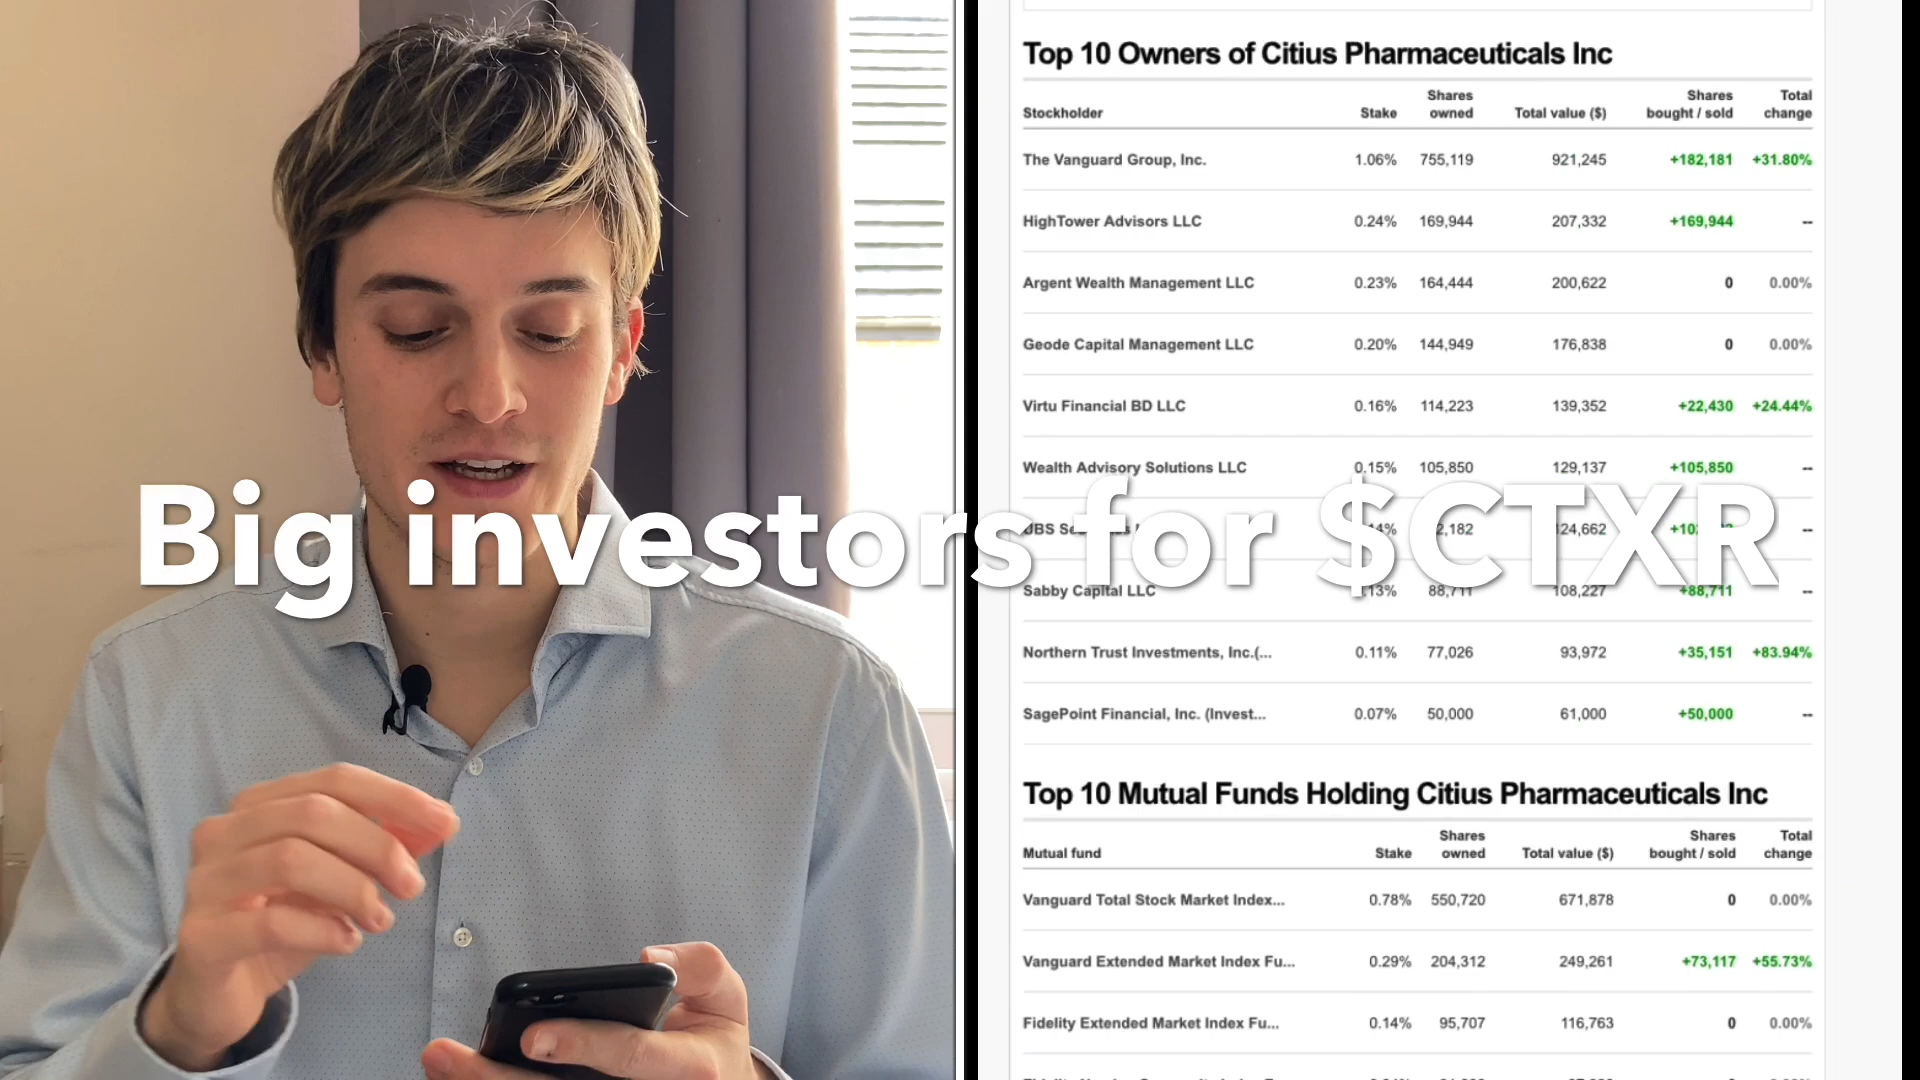 Top 10 Owners of Citius Pharmaceuticals Inc
Stockholder Stake Shares owned Total value ($) Shares bought / sold Total change
The Vanguard Group, Inc. 1.06% 755,119 921,245 +182,181 +31.80%
HighTower Advisors LLC 0.24% 169,944 207,332 +169,944 --
Argent Wealth Management LLC 0.23% 164,444 200,622 0 0.00%
Geode Capital Management LLC 0.20% 144,949 176,838 0 0.00%
Virtu Financial BD LLC 0.16% 114,223 139,352 +22,430 +24.44%
Wealth Advisory Solutions LLC 0.15% 105,850 129,137 +105,850 --
Big investors for $CTXR
UBS --
Sabby Capital LLC 88,711 108,227 +88,711 --
Northern Trust Investments, Inc.(... 0.11% 77,026 93,972 +35,151 +83.94%
SagePoint Financial, Inc. (Invest... 0.07% 50,000 61,000 +50,000 --
Top 10 Mutual Funds Holding Citius Pharmaceuticals Inc
Mutual fund Stake Shares owned Total value ($) Shares bought / sold Total change
Vanguard Total Stock Market Index... 0.78% 550,720 671,878 0 0.00%
Vanguard Extended Market Index Fu... 0.29% 204,312 249,261 +73,117 +55.73%
Fidelity Extended Market Index Fu... 0.14% 95,707 116,763 0 0.00%